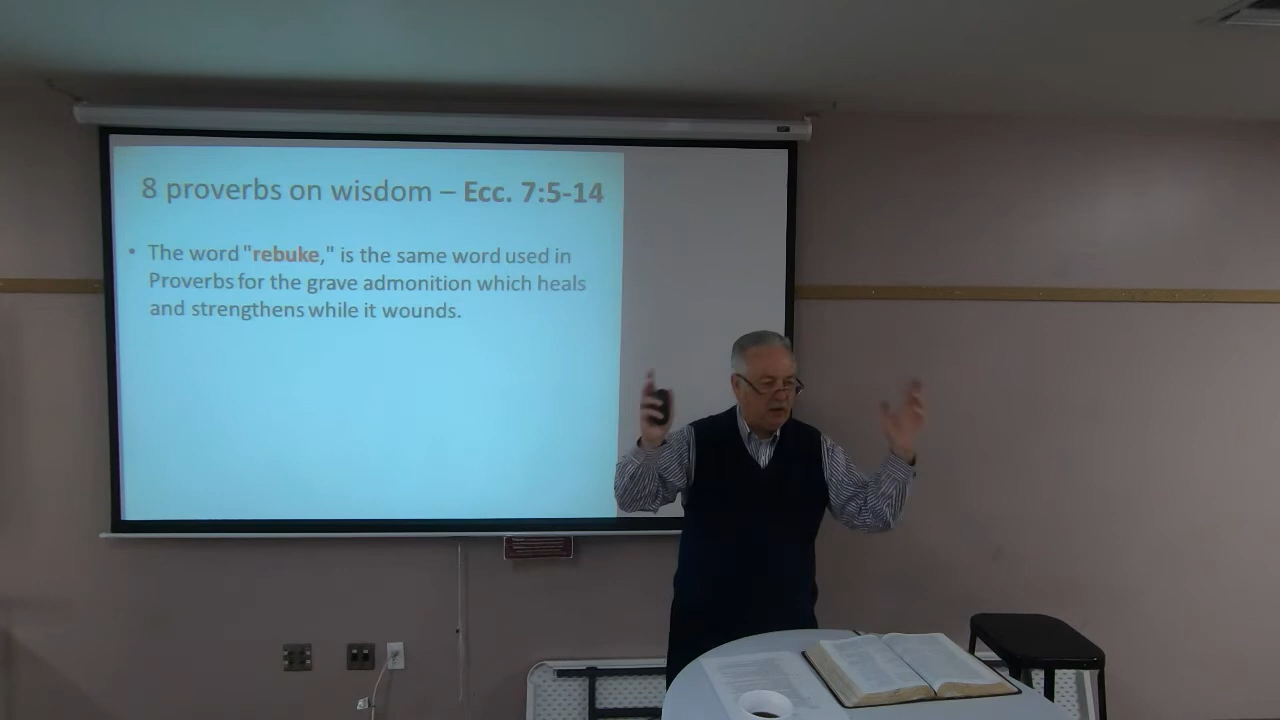 8 proverbs on wisdom – Ecc. 7:5-14
• The word "rebuke," is the same word used in
Proverbs for the grave admonition which heals
and strengthens while it wounds.